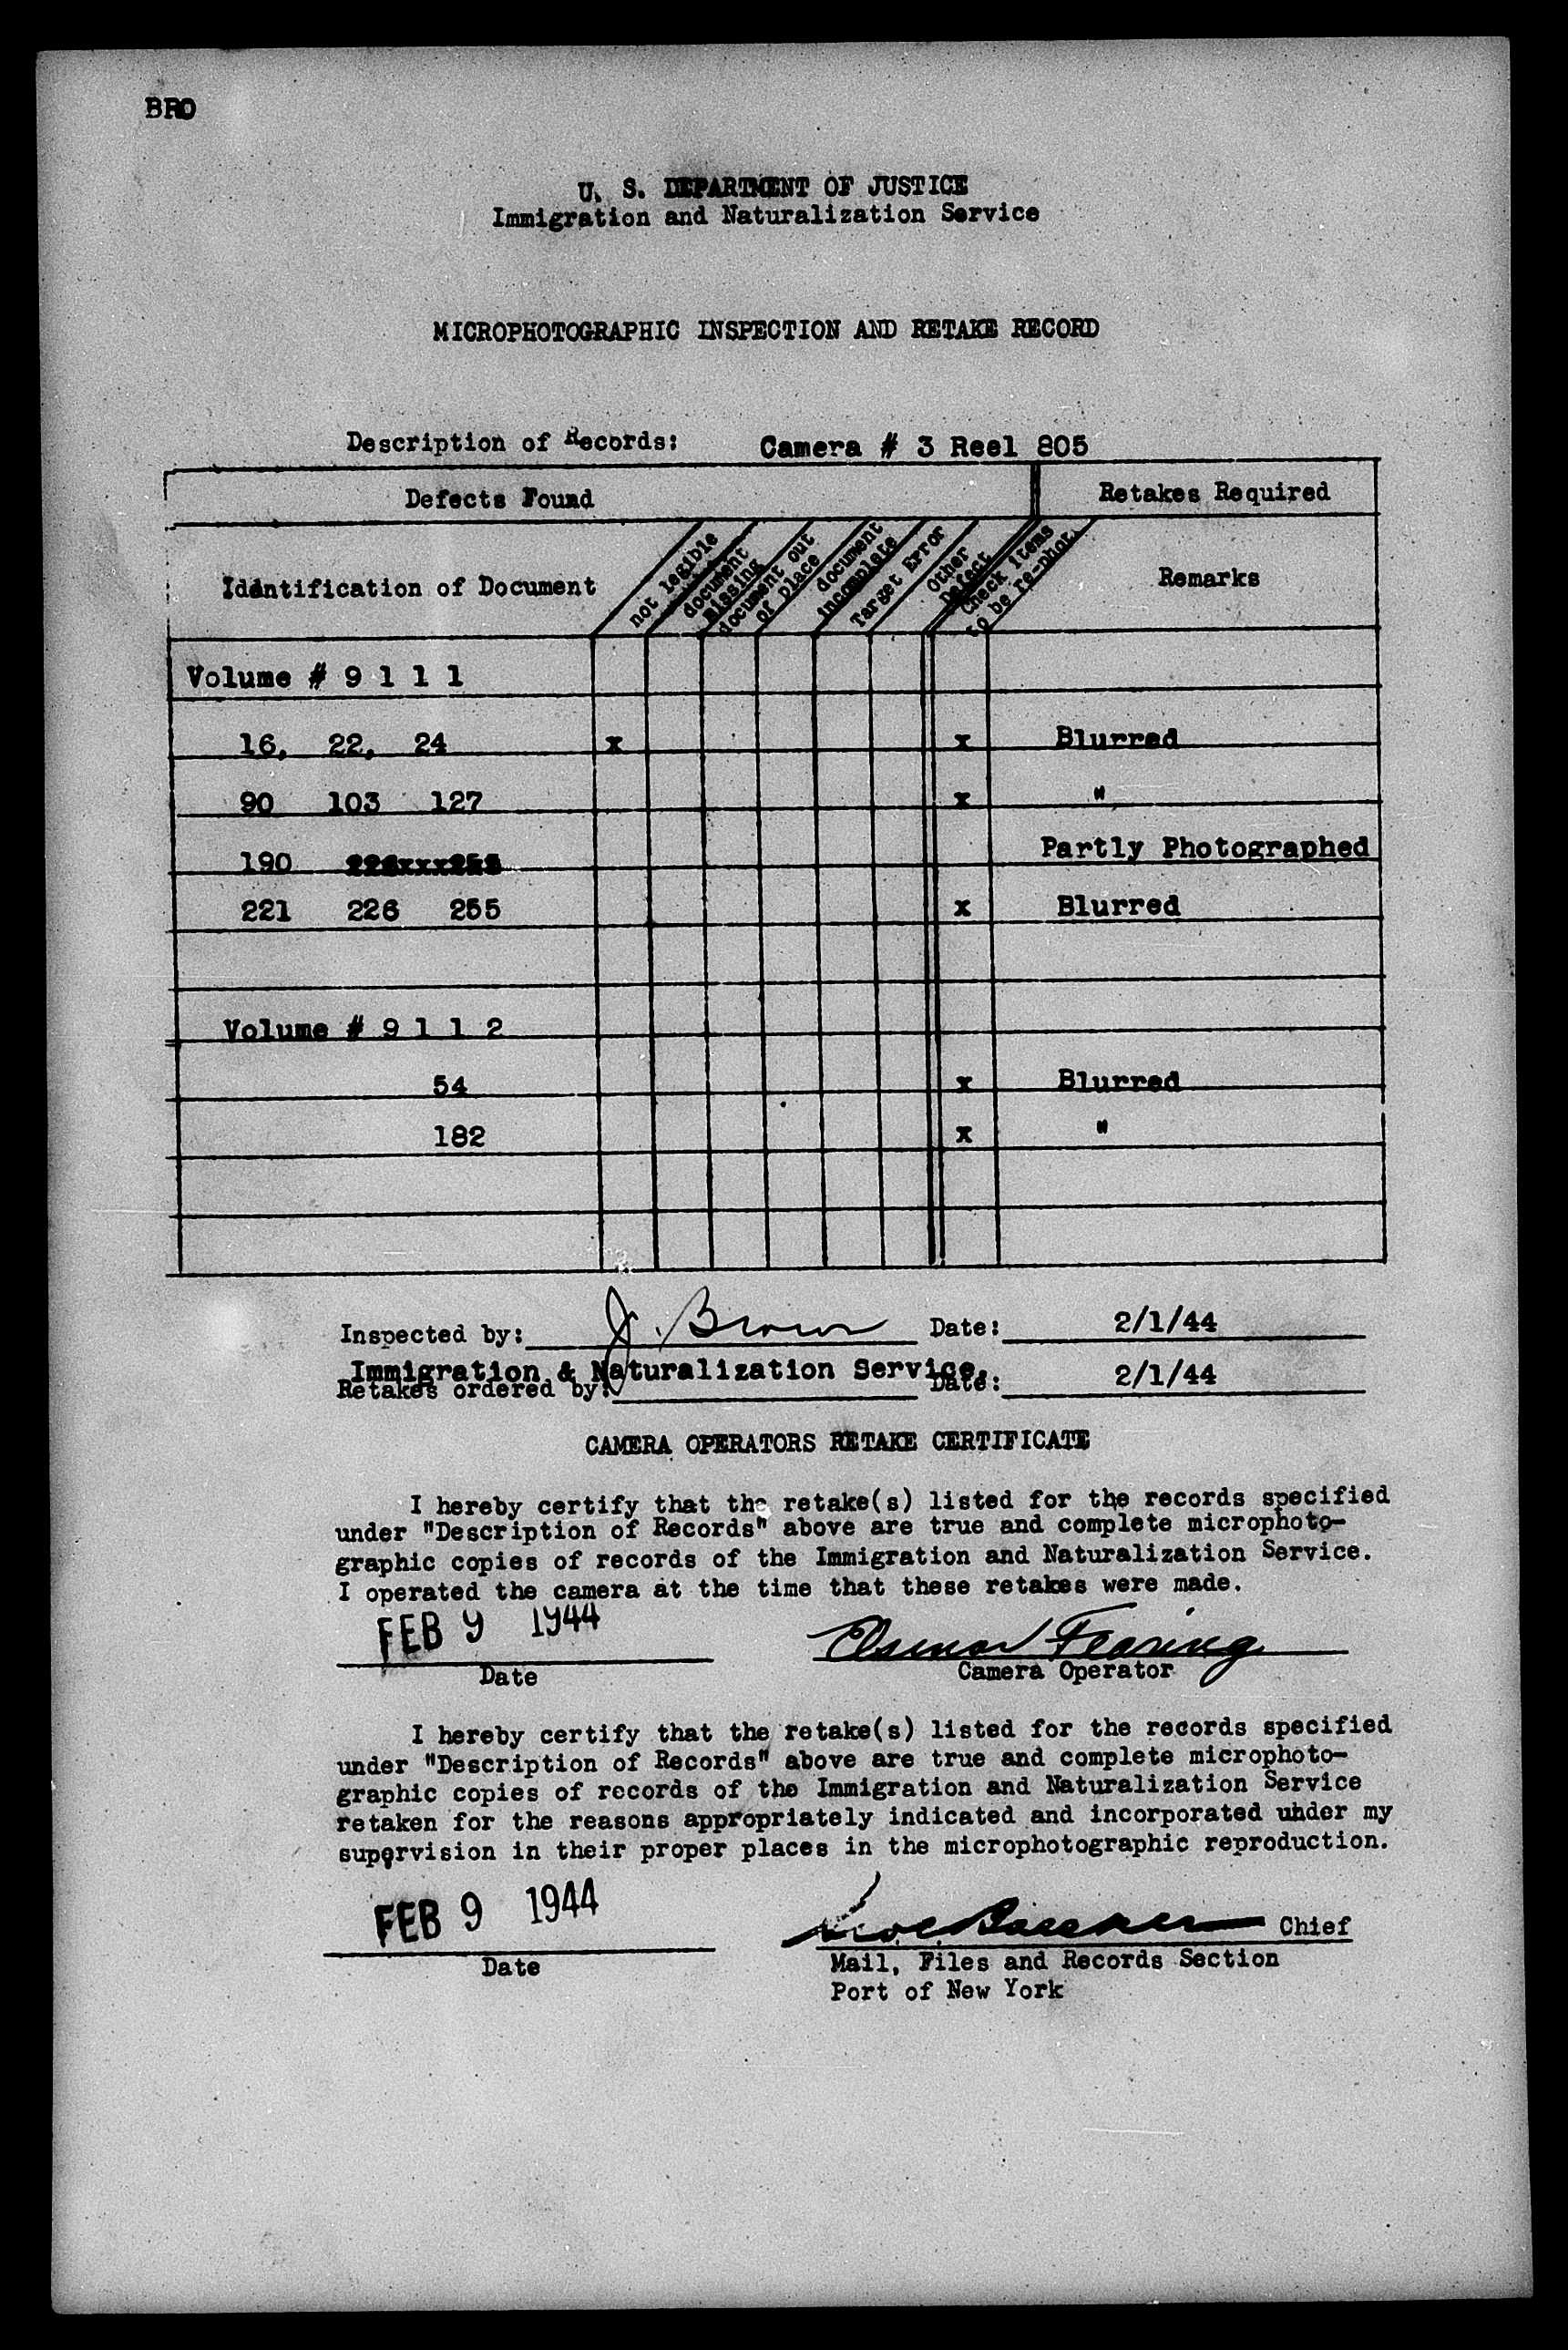 BRO
U. S. DEPARTMENT OF JUSTICE
Immigration and Naturalization Service
MICROPHOTOGRAPHIC INSPECTION AND RETAKE RECORD
Description of Records: Camera # 3 Reel 805
Defects Found Retakes Required
Identification of Document not legible document missing document out of place document incomplete Target Error Other Defect Check items to be re-phot. Remarks
Volume # 9 1 1 1
16, 22, 24 x x Blurred
90 103 127 x "
190 Partly Photographed
221 226 255 x Blurred
Volume # 9 1 1 2
54 x Blurred
182 x "
Inspected by: J. Brown Date: 2/1/44
Immigration & Naturalization Service.
Retakes ordered by: Date: 2/1/44
CAMERA OPERATORS RETAKE CERTIFICATE
I hereby certify that the retake(s) listed for the records specified
under "Description of Records" above are true and complete microphoto-
graphic copies of records of the Immigration and Naturalization Service.
I operated the camera at the time that these retakes were made.
FEB 9 1944 Fearing
Date Camera Operator
I hereby certify that the retake(s) listed for the records specified
under "Description of Records" above are true and complete microphoto-
graphic copies of records of the Immigration and Naturalization Service
retaken for the reasons appropriately indicated and incorporated under my
supervision in their proper places in the microphotographic reproduction.
FEB 9 1944 Chief
Date Mail, Files and Records Section
Port of New York